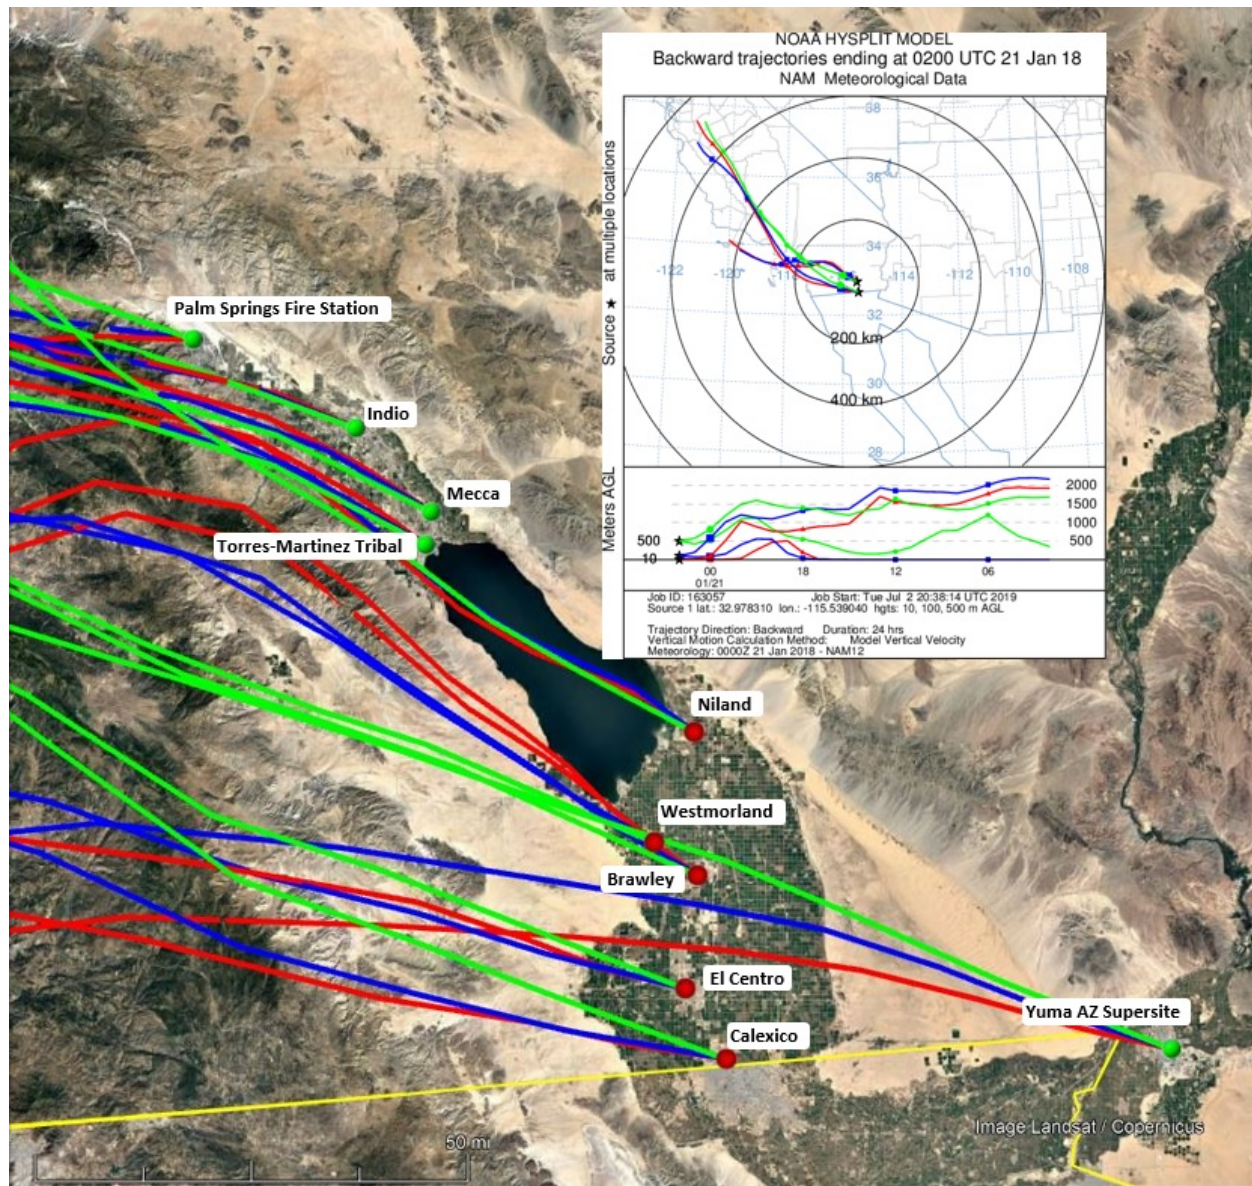 NOAA HYSPLIT MODEL
Backward trajectories ending at 0200 UTC 21 Jan 18
NAM Meteorological Data
Source ★ at multiple locations
38
36
34
-122
-120
-114
-112
-110
-108
32
200 km
30
400 km
28
Meters AGL
2000
1500
1000
500
500
10
00
18
12
06
01/21
Job ID: 163057 Job Start: Tue Jul 2 20:38:14 UTC 2019
Source 1 lat.: 32.978310 lon.: -115.539040 hgts: 10, 100, 500 m AGL
Trajectory Direction: Backward Duration: 24 hrs
Vertical Motion Calculation Method: Model Vertical Velocity
Meteorology: 0000Z 21 Jan 2018 - NAM12
Palm Springs Fire Station
Indio
Mecca
Torres-Martinez Tribal
Niland
Westmorland
Brawley
El Centro
Yuma AZ Supersite
Calexico
Image Landsat / Copernicus
50 mi